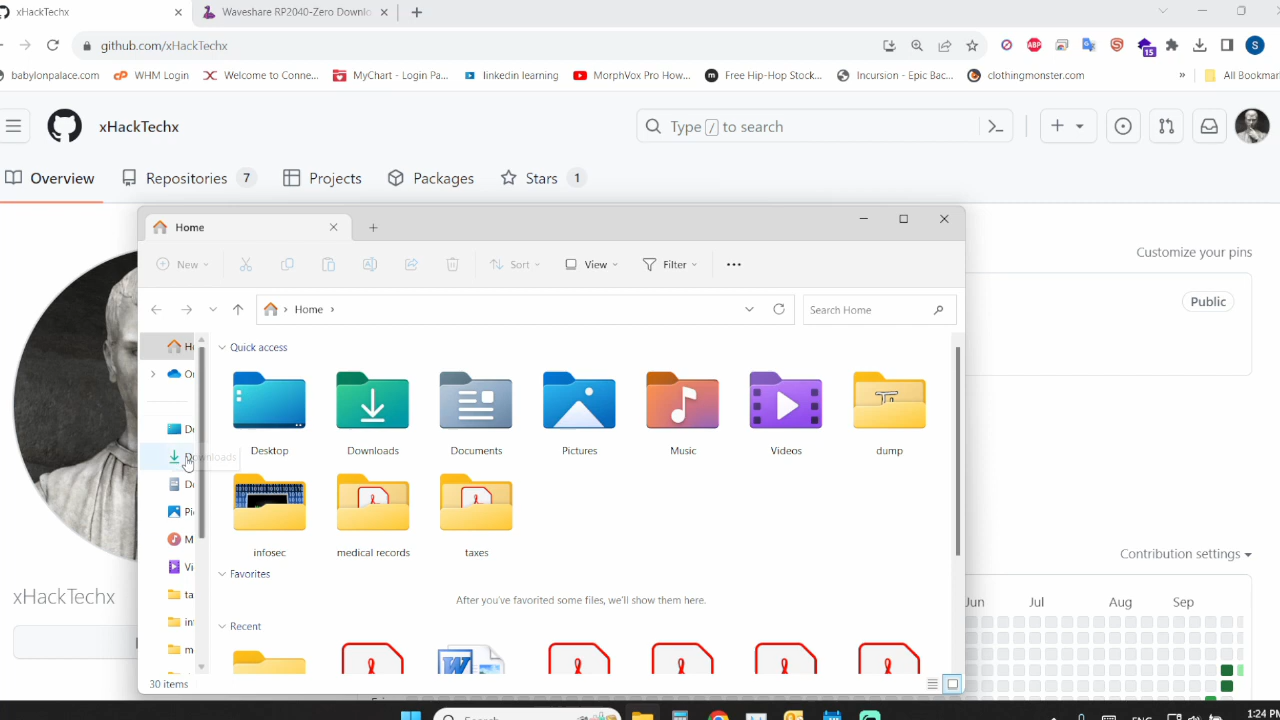 xHackTechx
Waveshare RP2040-Zero Downlo
github.com/xHackTechx
15
S
babylonpalace.com
WHM Login
Welcome to Conne...
MyChart - Login Pa...
linkedin learning
MorphVox Pro How...
Free Hip-Hop Stock...
Incursion - Epic Bac...
clothingmonster.com
»
All Bookmar
xHackTechx
Type / to search
Overview
Repositories 7
Projects
Packages
Stars 1
Home
Customize your pins
New
Sort
View
Filter
Public
Home
Search Home
Quick access
Downloads
Desktop
Downloads
Documents
Pictures
Music
Videos
dump
infosec
medical records
taxes
Contribution settings
Favorites
After you've favorited some files, we'll show them here.
xHackTechx
Jun
Jul
Aug
Sep
Recent
30 items
1:24 PM